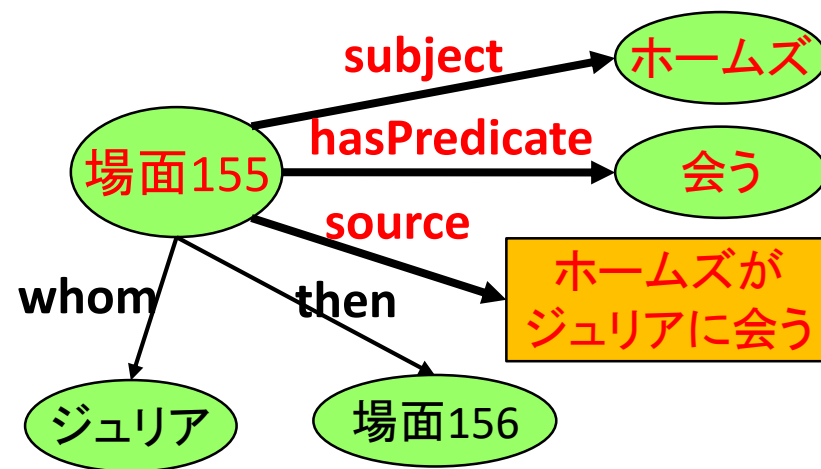 subject
ホームズ
hasPredicate
場面155
会う
source
ホームズが
ジュリアに会う
whom
then
ジュリア
場面156